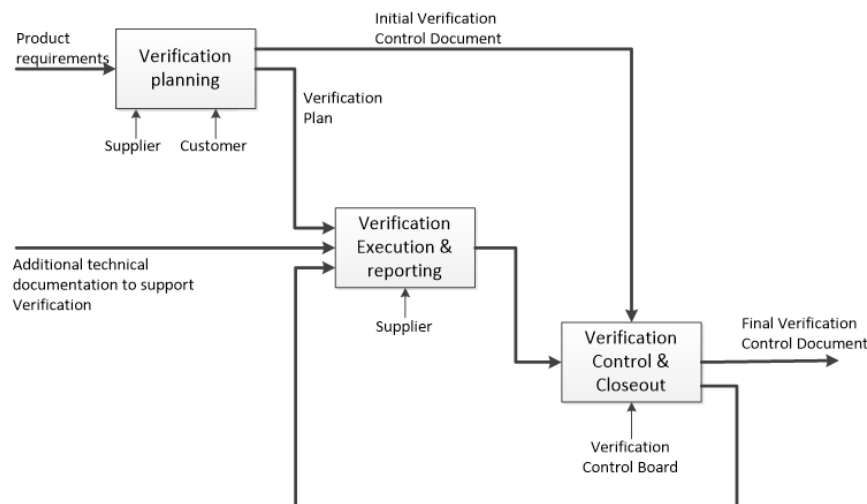 Product
requirements
Verification
planning
Initial Verification
Control Document
Verification
Plan
Supplier
Customer
Verification
Execution &
reporting
Additional technical
documentation to support
Verification
Supplier
Verification
Control &
Closeout
Final Verification
Control Document
Verification
Control Board